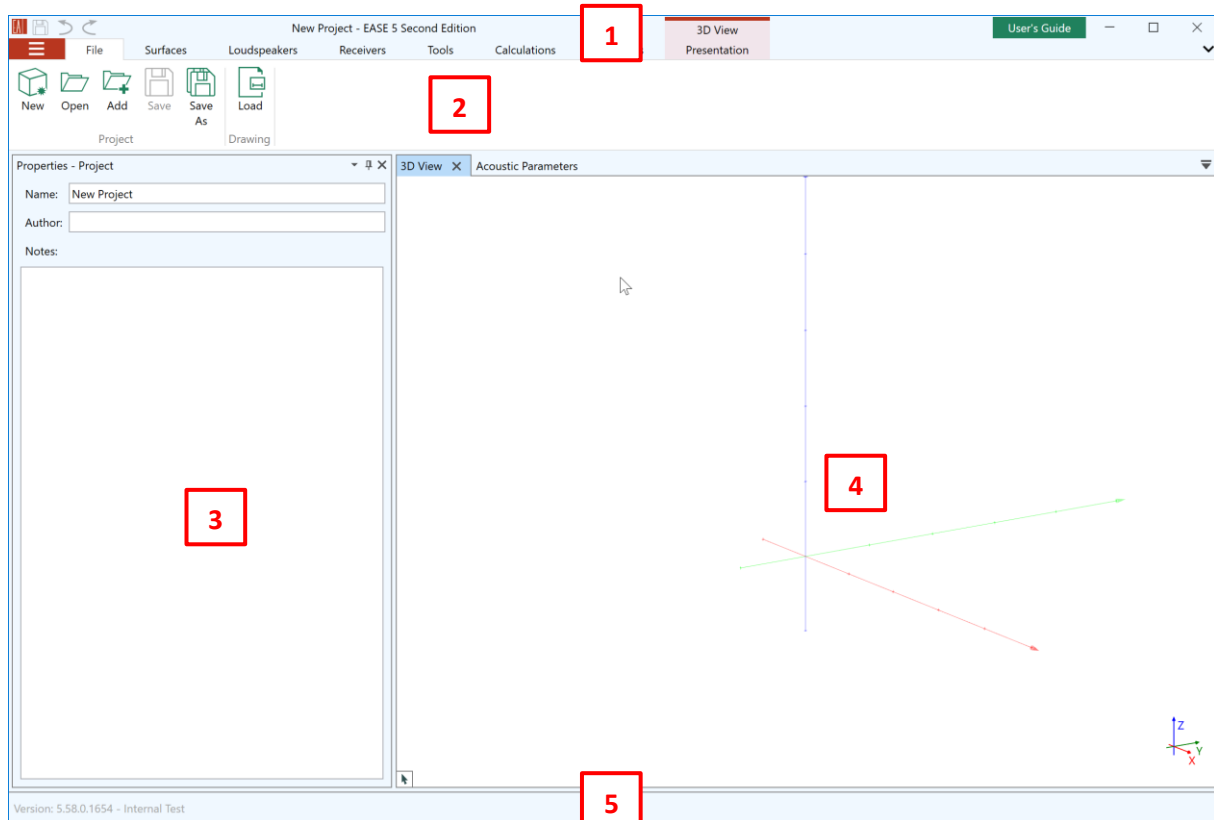 New Project - EASE 5 Second Edition
1
3D View
User's Guide
File Surfaces Loudspeakers Receivers Tools Calculations Presentation
New Open Add Save Save As Load
2
Project Drawing
Properties - Project
3D View Acoustic Parameters
Name: New Project
Author:
Notes:
3
4
Z
Y
X
5
Version: 5.58.0.1654 - Internal Test